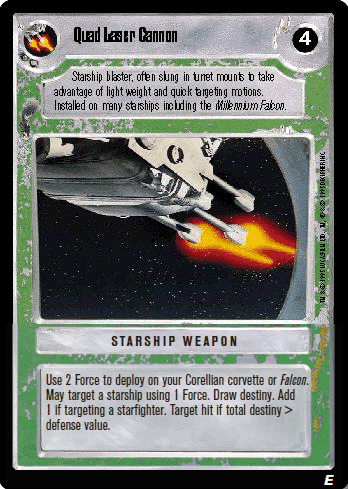 Quad Laser Cannon
4
Starship blaster, often slung in turret mounts to take
advantage of light weight and quick targeting motions.
Installed on many starships including the Millennium Falcon.
STARSHIP WEAPON
Use 2 Force to deploy on your Corellian corvette or Falcon.
May target a starship using 1 Force. Draw destiny. Add
1 if targeting a starfighter. Target hit if total destiny >
defense value.
E